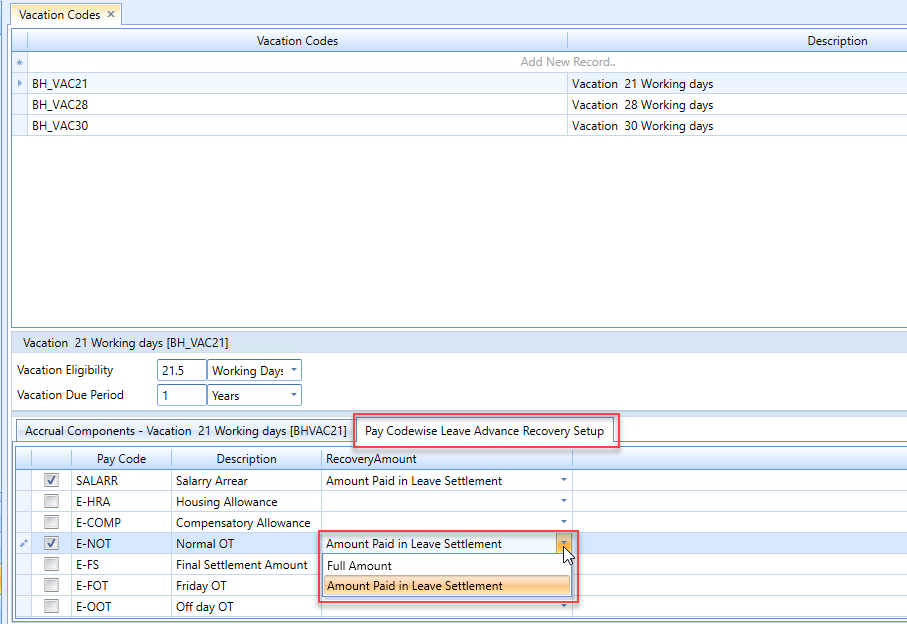 Vacation Codes ×
Vacation Codes Description
Add New Record..
BH_VAC21 Vacation 21 Working days
BH_VAC28 Vacation 28 Working days
BH_VAC30 Vacation 30 Working days
Vacation 21 Working days [BH_VAC21]
Vacation Eligibility 21.5 Working Days
Vacation Due Period 1 Years
Accrual Components - Vacation 21 Working days [BHVAC21] Pay Codewise Leave Advance Recovery Setup
Pay Code Description RecoveryAmount
SALARR Salarry Arrear Amount Paid in Leave Settlement
E-HRA Housing Allowance
E-COMP Compensatory Allowance
E-NOT Normal OT Amount Paid in Leave Settlement
E-FS Final Settlement Amount Full Amount
E-FOT Friday OT Amount Paid in Leave Settlement
E-OOT Off day OT